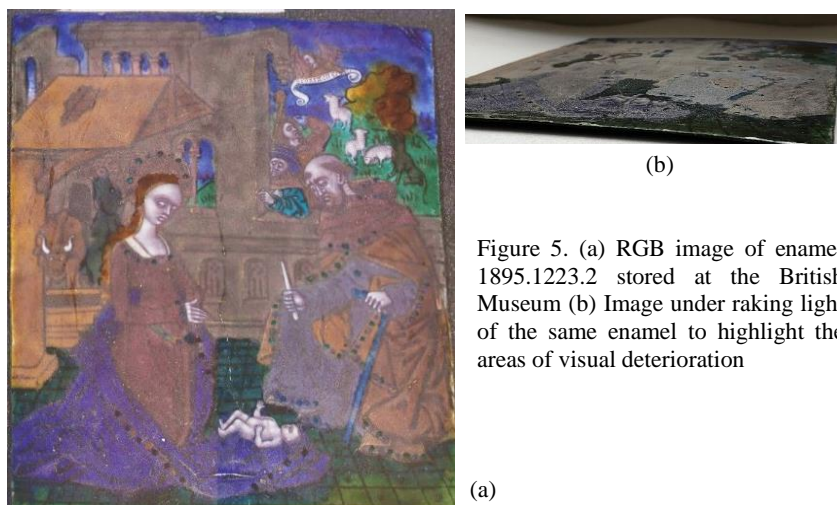 (b)
Figure 5. (a) RGB image of ename
1895.1223.2 stored at the British
Museum (b) Image under raking ligh
of the same enamel to highlight the
areas of visual deterioration
(a)